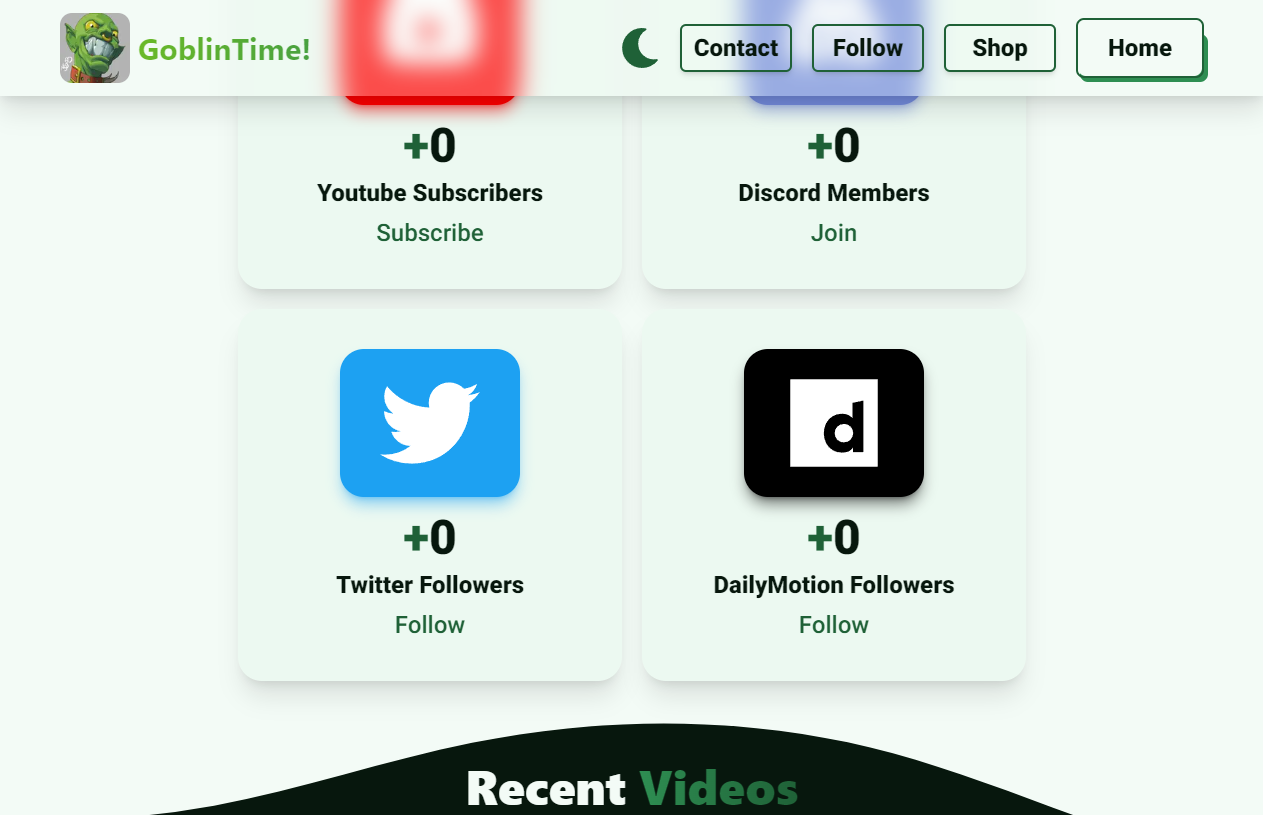 GoblinTime!
Contact
Follow
Shop
Home
+0
Youtube Subscribers
Subscribe
+0
Discord Members
Join
+0
Twitter Followers
Follow
d
+0
DailyMotion Followers
Follow
Recent Videos